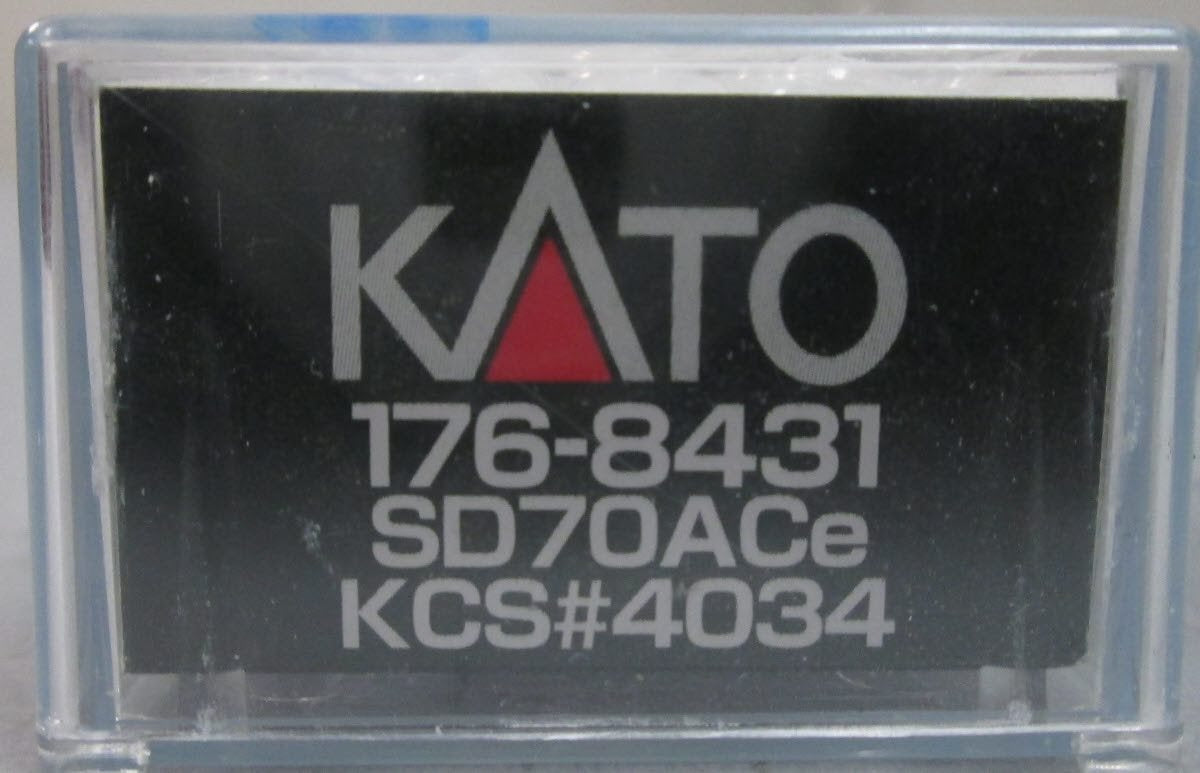 KATO
176-8431
SD70ACe
KCS#4034